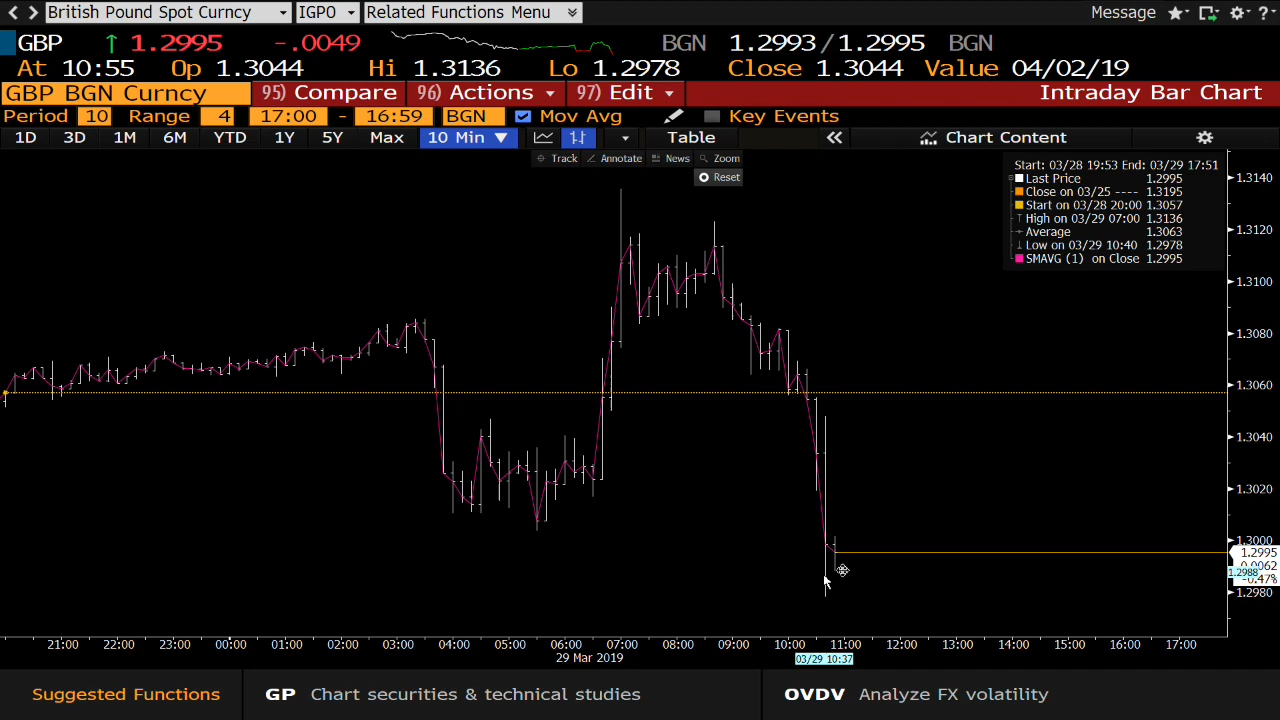 British Pound Spot Curncy IGPO Related Functions Menu Message ?
GBP 1.2995 -.0049 BGN 1.2993/1.2995 BGN
At 10:55 Op 1.3044 Hi 1.3136 Lo 1.2978 Close 1.3044 Value 04/02/19
GBP BGN Curncy 95) Compare 96) Actions 97) Edit Intraday Bar Chart
Period 10 Range 4 17:00 - 16:59 BGN Mov Avg Key Events
1D 3D 1M 6M YTD 1Y 5Y Max 10 Min Table Chart Content
Track Annotate News Zoom
Reset
Start: 03/28 19:53 End: 03/29 17:51
Last Price 1.2995
Close on 03/25 ---- 1.3195
Start on 03/28 20:00 1.3057
High on 03/29 07:00 1.3136
Average 1.3063
Low on 03/29 10:40 1.2978
SMAVG (1) on Close 1.2995
1.3140
1.3120
1.3100
1.3080
1.3060
1.3040
1.3020
1.3000
1.2995
0.0062
1.2988
-0.47%
1.2980
21:00 22:00 23:00 00:00 01:00 02:00 03:00 04:00 05:00 06:00 07:00 08:00 09:00 10:00 11:00 12:00 13:00 14:00 15:00 16:00 17:00
29 Mar 2019 03/29 10:37
Suggested Functions GP Chart securities & technical studies OVDV Analyze FX volatility